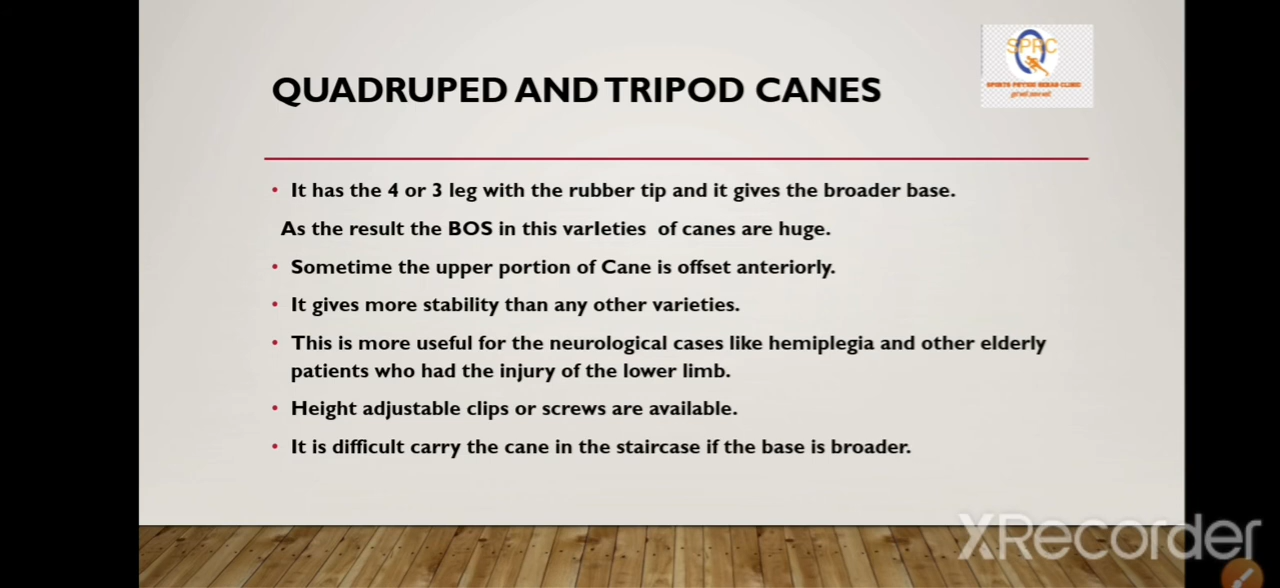 SPRC
SPORTS PHYSIO REHAB CLINIC
QUADRUPED AND TRIPOD CANES
• It has the 4 or 3 leg with the rubber tip and it gives the broader base.
As the result the BOS in this varIeties of canes are huge.
• Sometime the upper portion of Cane is offset anteriorly.
• It gives more stability than any other varieties.
• This is more useful for the neurological cases like hemiplegia and other elderly
patients who had the injury of the lower limb.
• Height adjustable clips or screws are available.
• It is difficult carry the cane in the staircase if the base is broader.
XRecorder